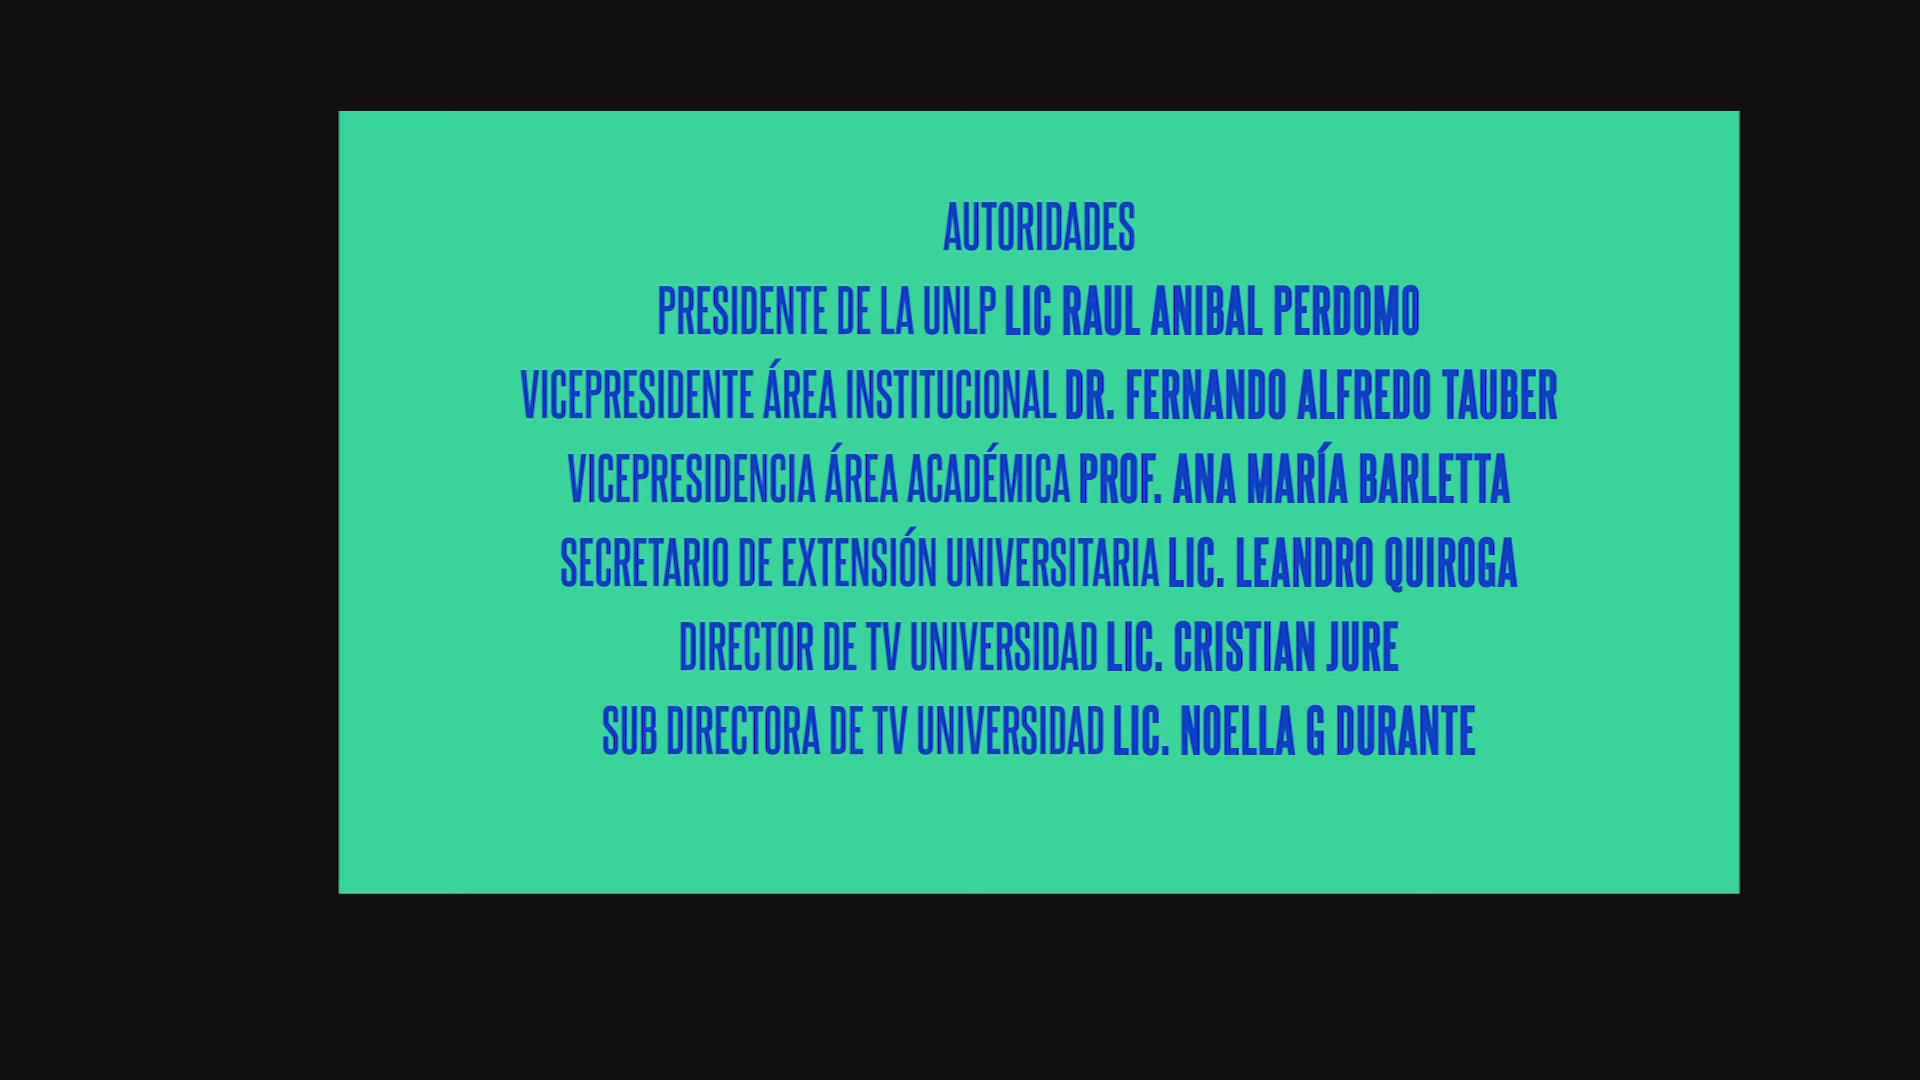 AUTORIDADES
PRESIDENTE DE LA UNLP LIC RAUL ANIBAL PERDOMO
VICEPRESIDENTE ÁREA INSTITUCIONAL DR. FERNANDO ALFREDO TAUBER
VICEPRESIDENCIA ÁREA ACADÉMICA PROF. ANA MARÍA BARLETTA
SECRETARIO DE EXTENSIÓN UNIVERSITARIA LIC. LEANDRO QUIROGA
DIRECTOR DE TV UNIVERSIDAD LIC. CRISTIAN JURE
SUB DIRECTORA DE TV UNIVERSIDAD LIC. NOELLA G DURANTE